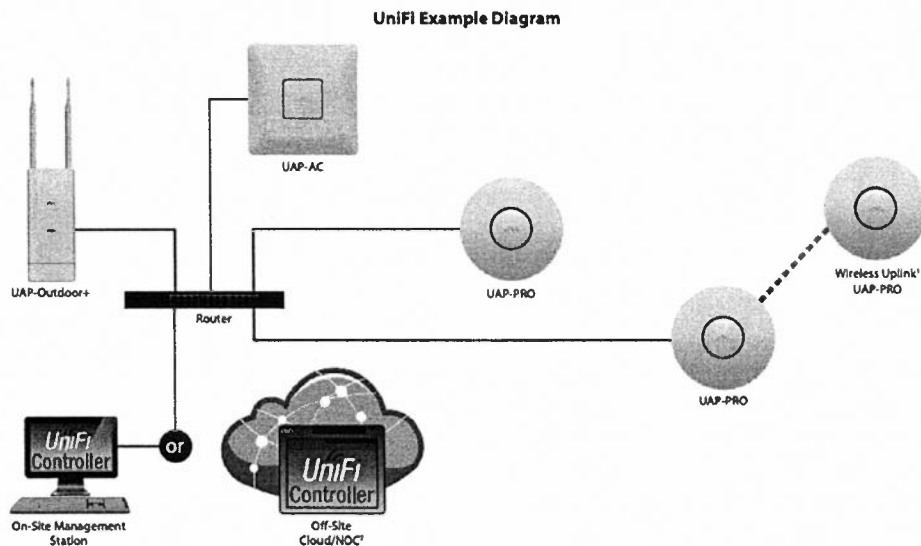 UniFi Example Diagram
UAP-AC
UAP-Outdoor+
UAP-PRO
Wireless Uplink¹
UAP-PRO
Router
UAP-PRO
or
UniFi
Controller
UniFi
Controller
On-Site Management
Station
Off-Site
Cloud/NOC²